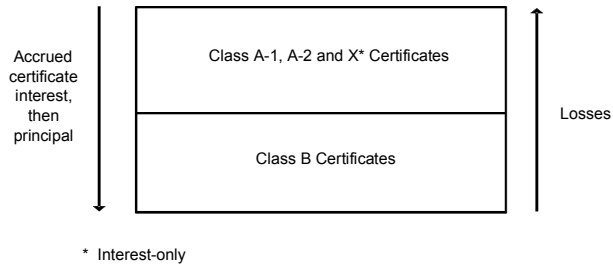 Accrued
certificate
interest,
then
principal
Class A-1, A-2 and X* Certificates
Class B Certificates
Losses
* Interest-only